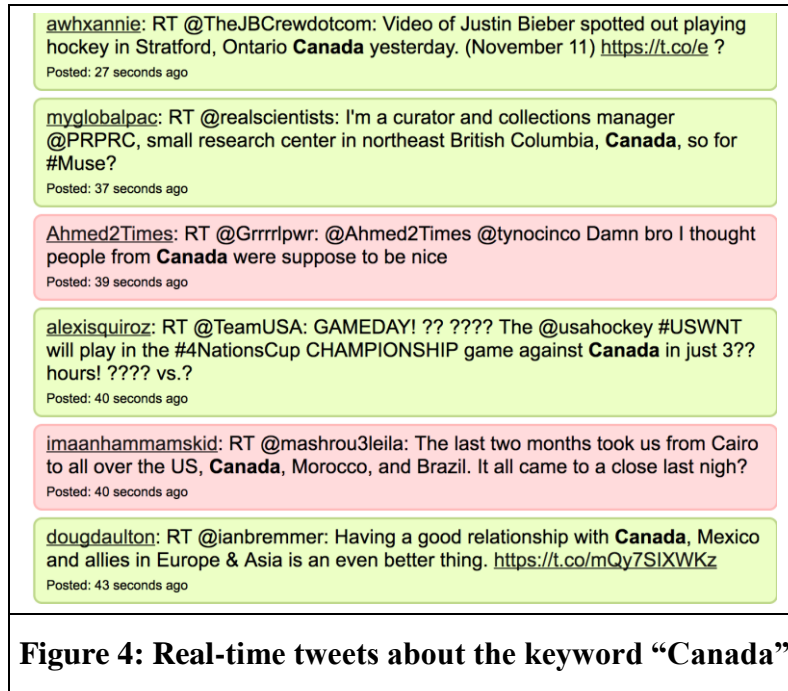 awhxannie: RT @TheJBCrewdotcom: Video of Justin Bieber spotted out playing
hockey in Stratford, Ontario Canada yesterday. (November 11) https://t.co/e ?
Posted: 27 seconds ago
myglobalpac: RT @realscientists: I'm a curator and collections manager
@PRPRC, small research center in northeast British Columbia, Canada, so for
#Muse?
Posted: 37 seconds ago
Ahmed2Times: RT @Grrrrlpwr: @Ahmed2Times @tynocinco Damn bro I thought
people from Canada were suppose to be nice
Posted: 39 seconds ago
alexisquiroz: RT @TeamUSA: GAMEDAY! ?? ???? The @usahockey #USWNT
will play in the #4NationsCup CHAMPIONSHIP game against Canada in just 3??
hours! ???? vs.?
Posted: 40 seconds ago
imaanhammamskid: RT @mashrou3leila: The last two months took us from Cairo
to all over the US, Canada, Morocco, and Brazil. It all came to a close last nigh?
Posted: 40 seconds ago
dougdaulton: RT @ianbremmer: Having a good relationship with Canada, Mexico
and allies in Europe & Asia is an even better thing. https://t.co/mQy7SIXWKz
Posted: 43 seconds ago
Figure 4: Real-time tweets about the keyword “Canada”